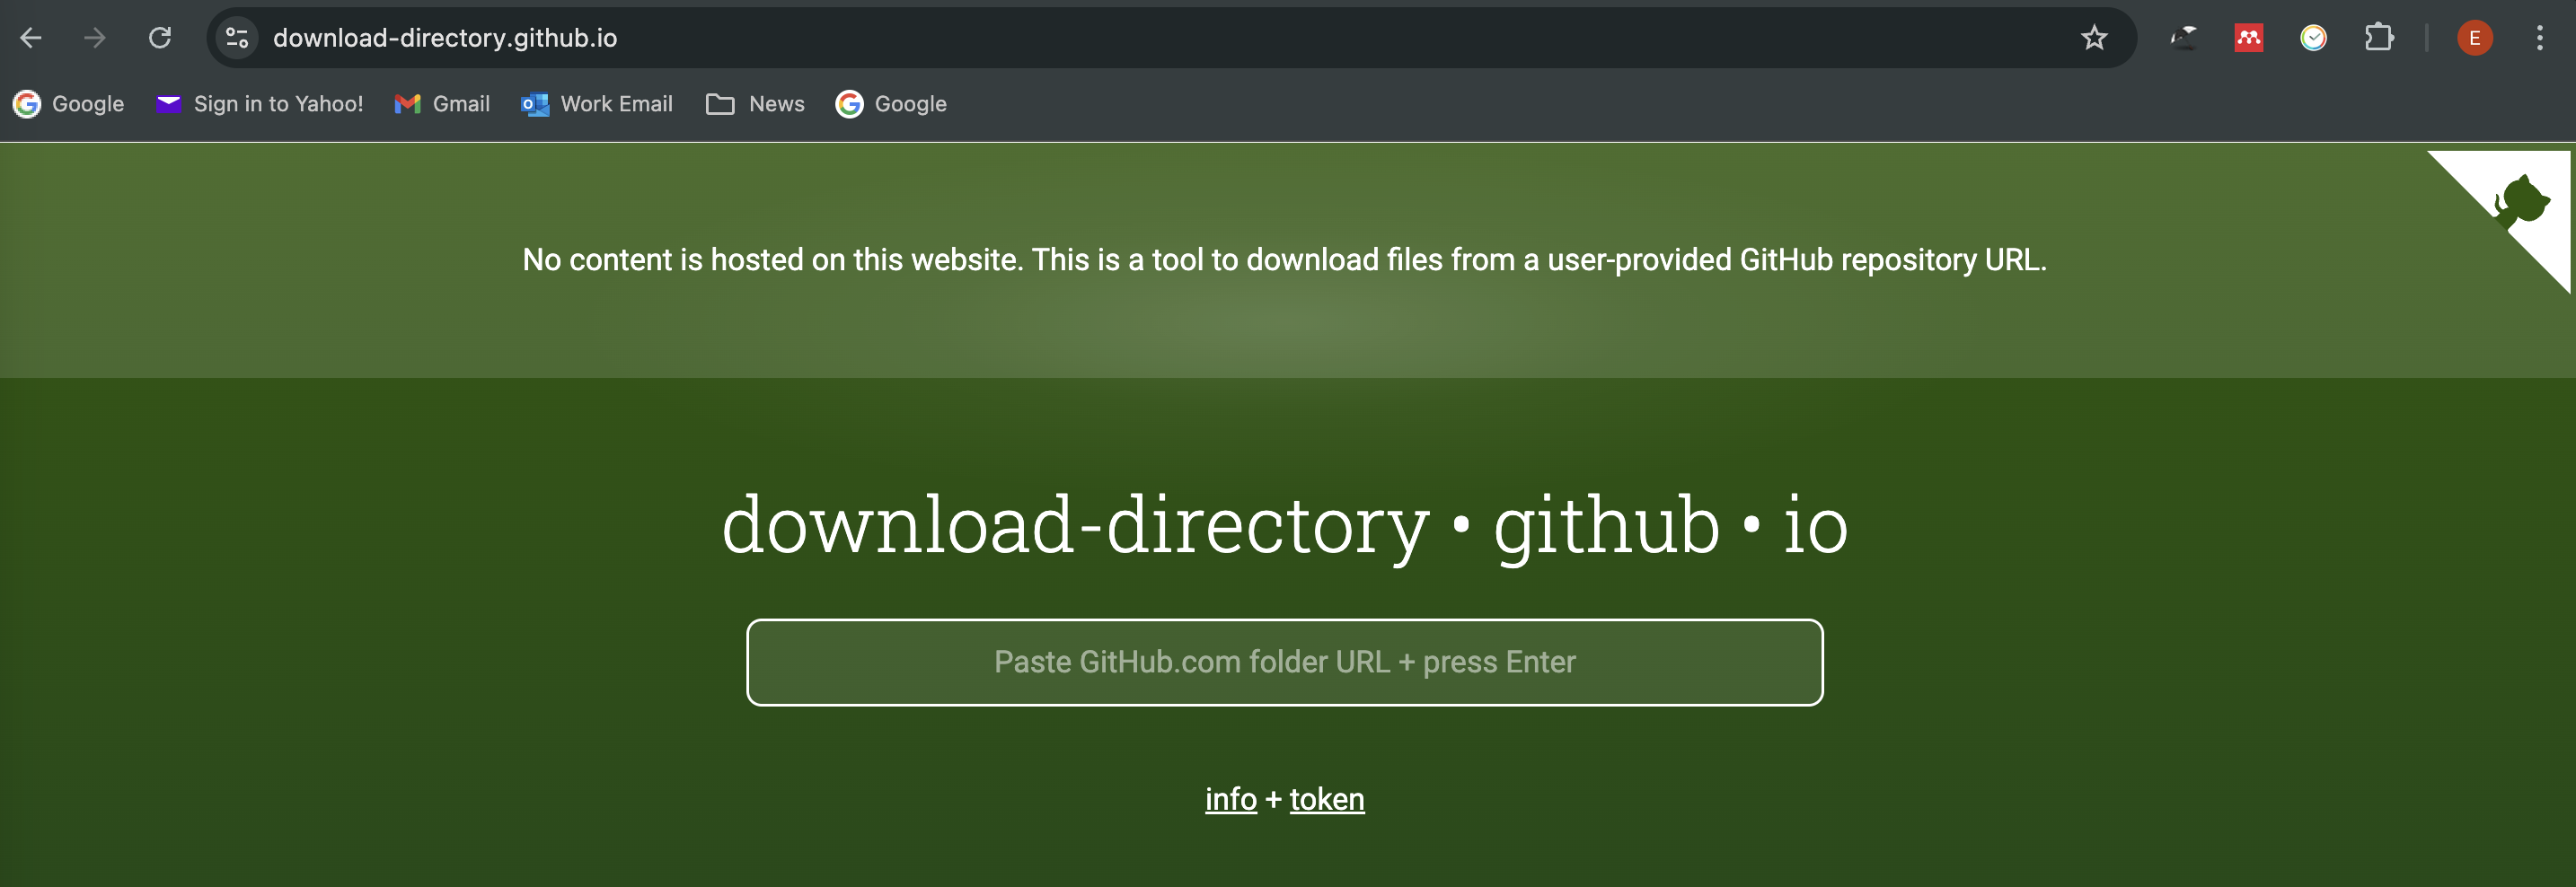 download-directory.github.io
E
Google
Sign in to Yahoo!
Gmail
Work Email
News
Google
No content is hosted on this website. This is a tool to download files from a user-provided GitHub repository URL.
download-directory • github • io
Paste GitHub.com folder URL + press Enter
info + token